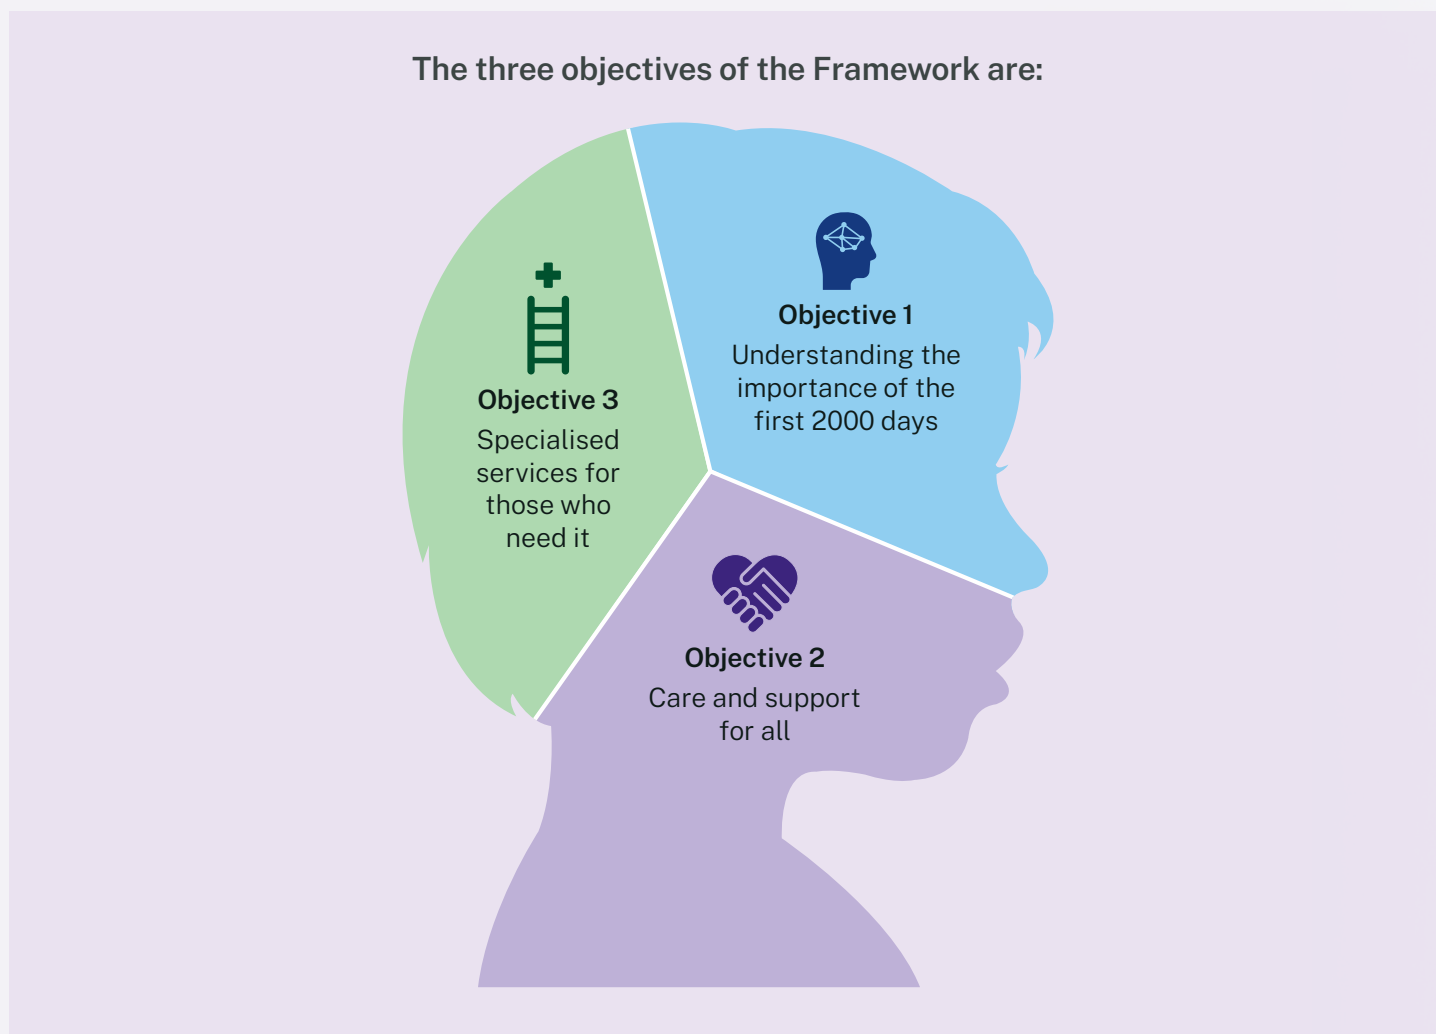 The three objectives of the Framework are:
Objective 1
Understanding the
importance of the
first 2000 days
Objective 3
Specialised
services for
those who
need it
Objective 2
Care and support
for all